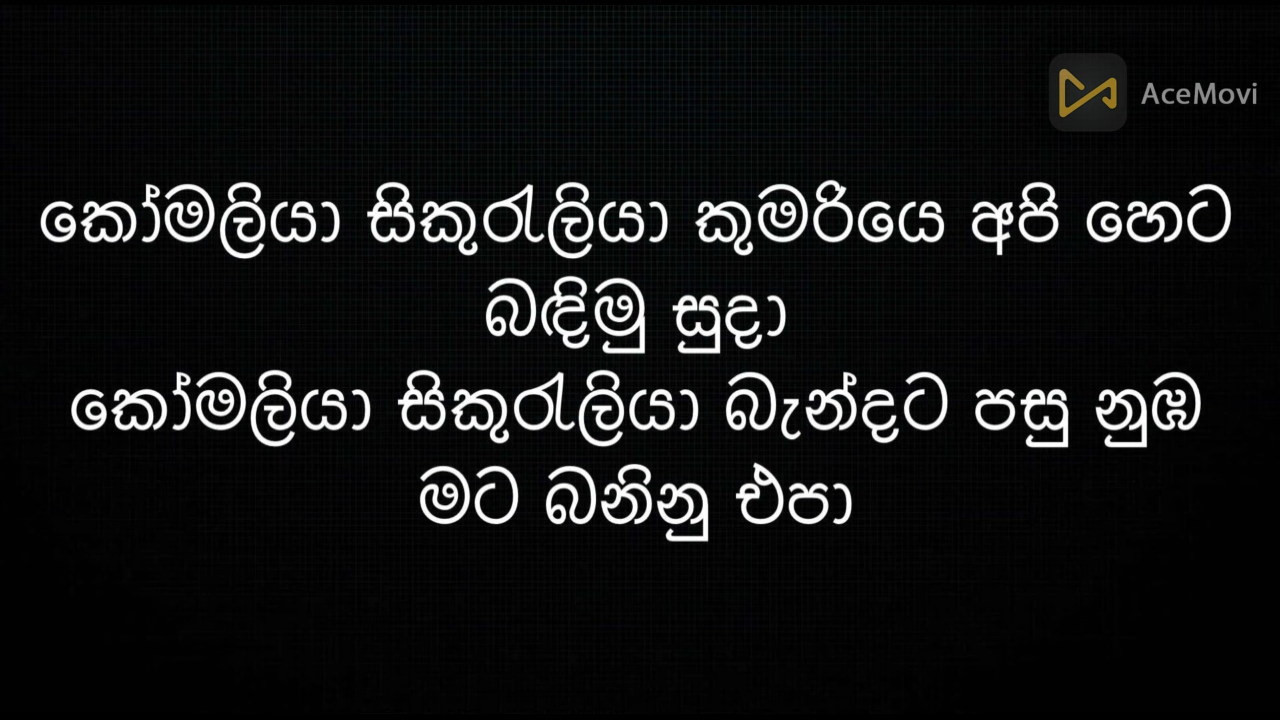 AceMovi
කෝමලියා සිකුරැලියා කුමරියෙ අපි හෙට
බඳිමු සුදා
කෝමලියා සිකුරැලියා බැන්දට පසු නුඹ
මට බනිනු එපා